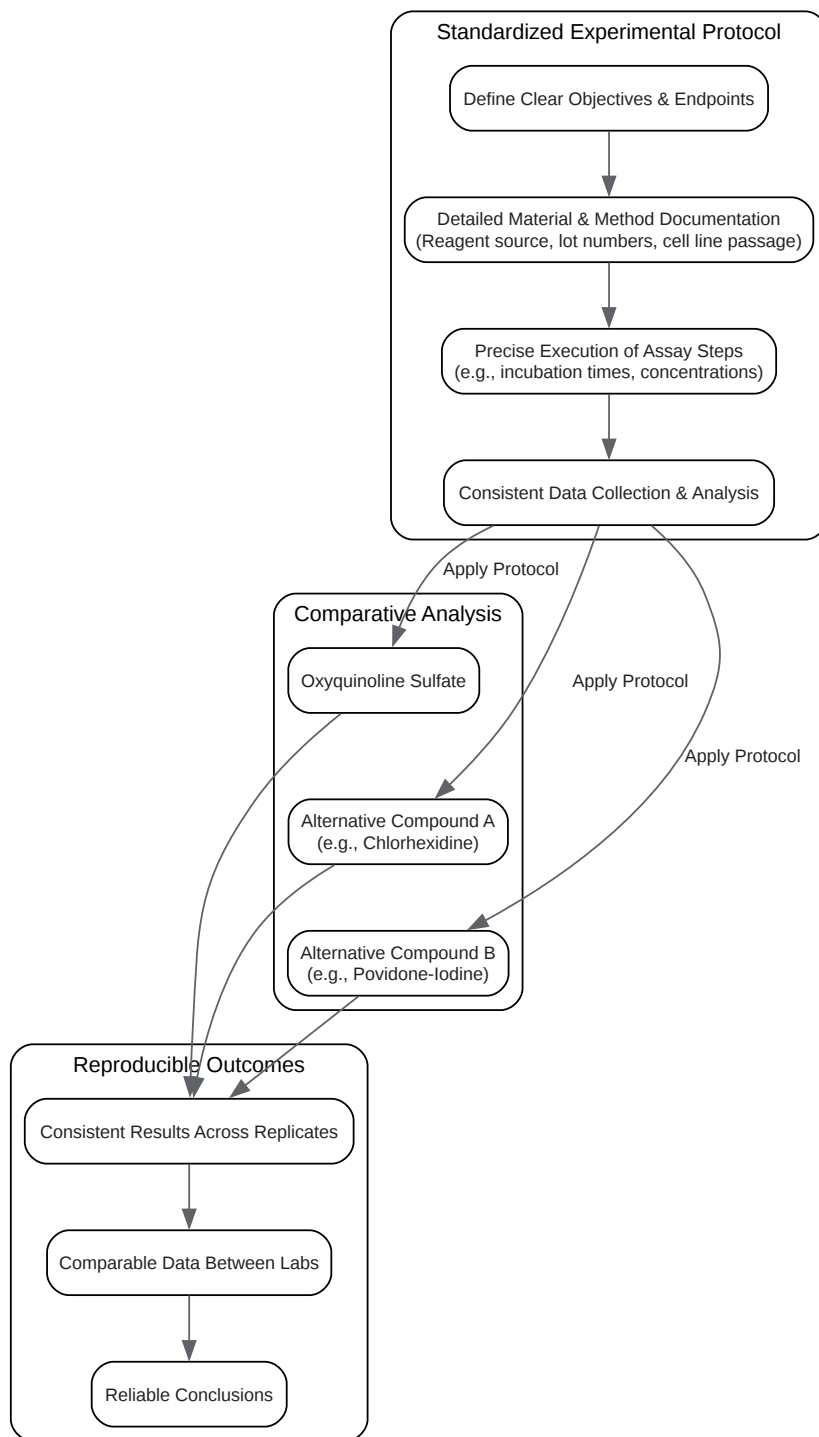 Standardized Experimental Protocol
Define Clear Objectives & Endpoints
Detailed Material & Method Documentation
(Reagent source, lot numbers, cell line passage)
Precise Execution of Assay Steps
(e.g., incubation times, concentrations)
Consistent Data Collection & Analysis
Apply Protocol
Comparative Analysis
Oxyquinoline Sulfate
Apply Protocol
Apply Protocol
Alternative Compound A
(e.g., Chlorhexidine)
Alternative Compound B
(e.g., Povidone-Iodine)
Reproducible Outcomes
Consistent Results Across Replicates
Comparable Data Between Labs
Reliable Conclusions